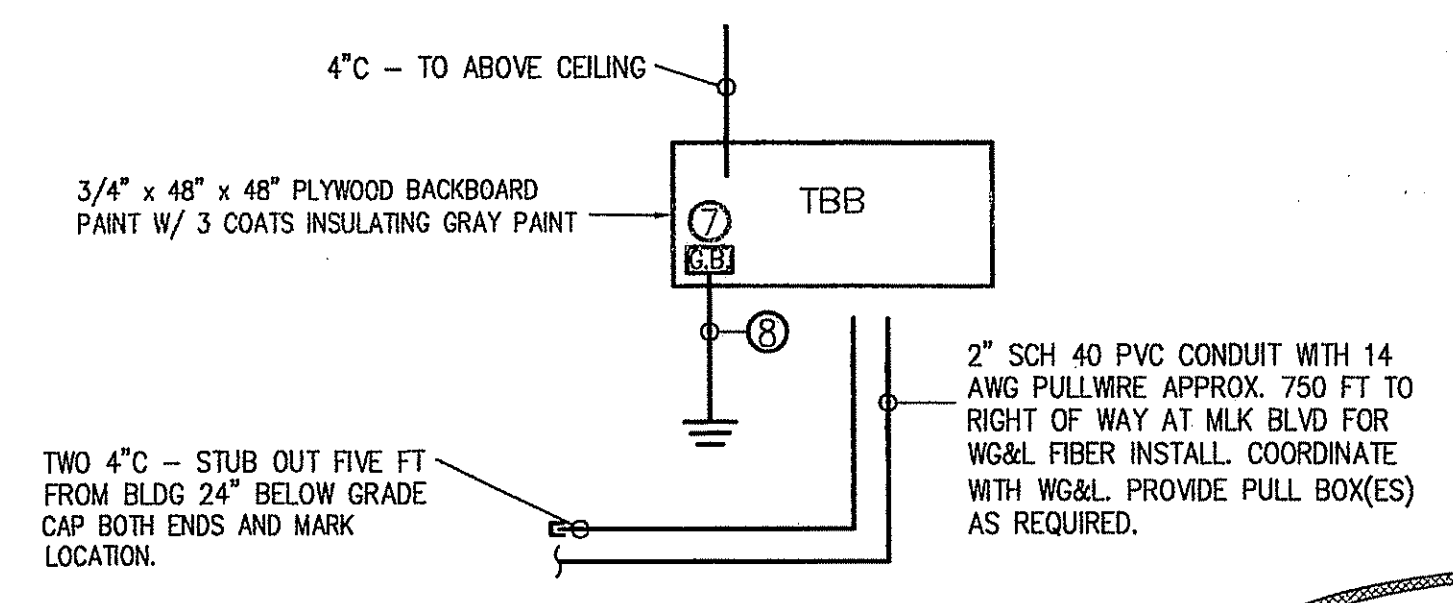 4"C – TO ABOVE CEILING
3/4" x 48" x 48" PLYWOOD BACKBOARD
PAINT W/ 3 COATS INSULATING GRAY PAINT
TBB
7
G.B.
8
2" SCH 40 PVC CONDUIT WITH 14
AWG PULLWIRE APPROX. 750 FT TO
RIGHT OF WAY AT MLK BLVD FOR
WG&L FIBER INSTALL. COORDINATE
WITH WG&L. PROVIDE PULL BOX(ES)
AS REQUIRED.
TWO 4"C – STUB OUT FIVE FT
FROM BLDG 24" BELOW GRADE
CAP BOTH ENDS AND MARK
LOCATION.